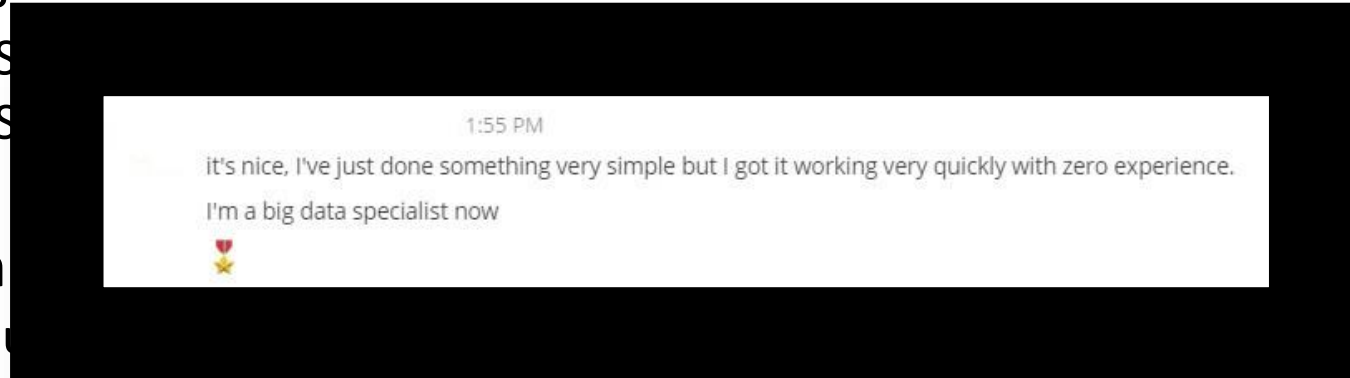 1:55 PM
it's nice, I've just done something very simple but I got it working very quickly with zero experience.
I'm a big data specialist now